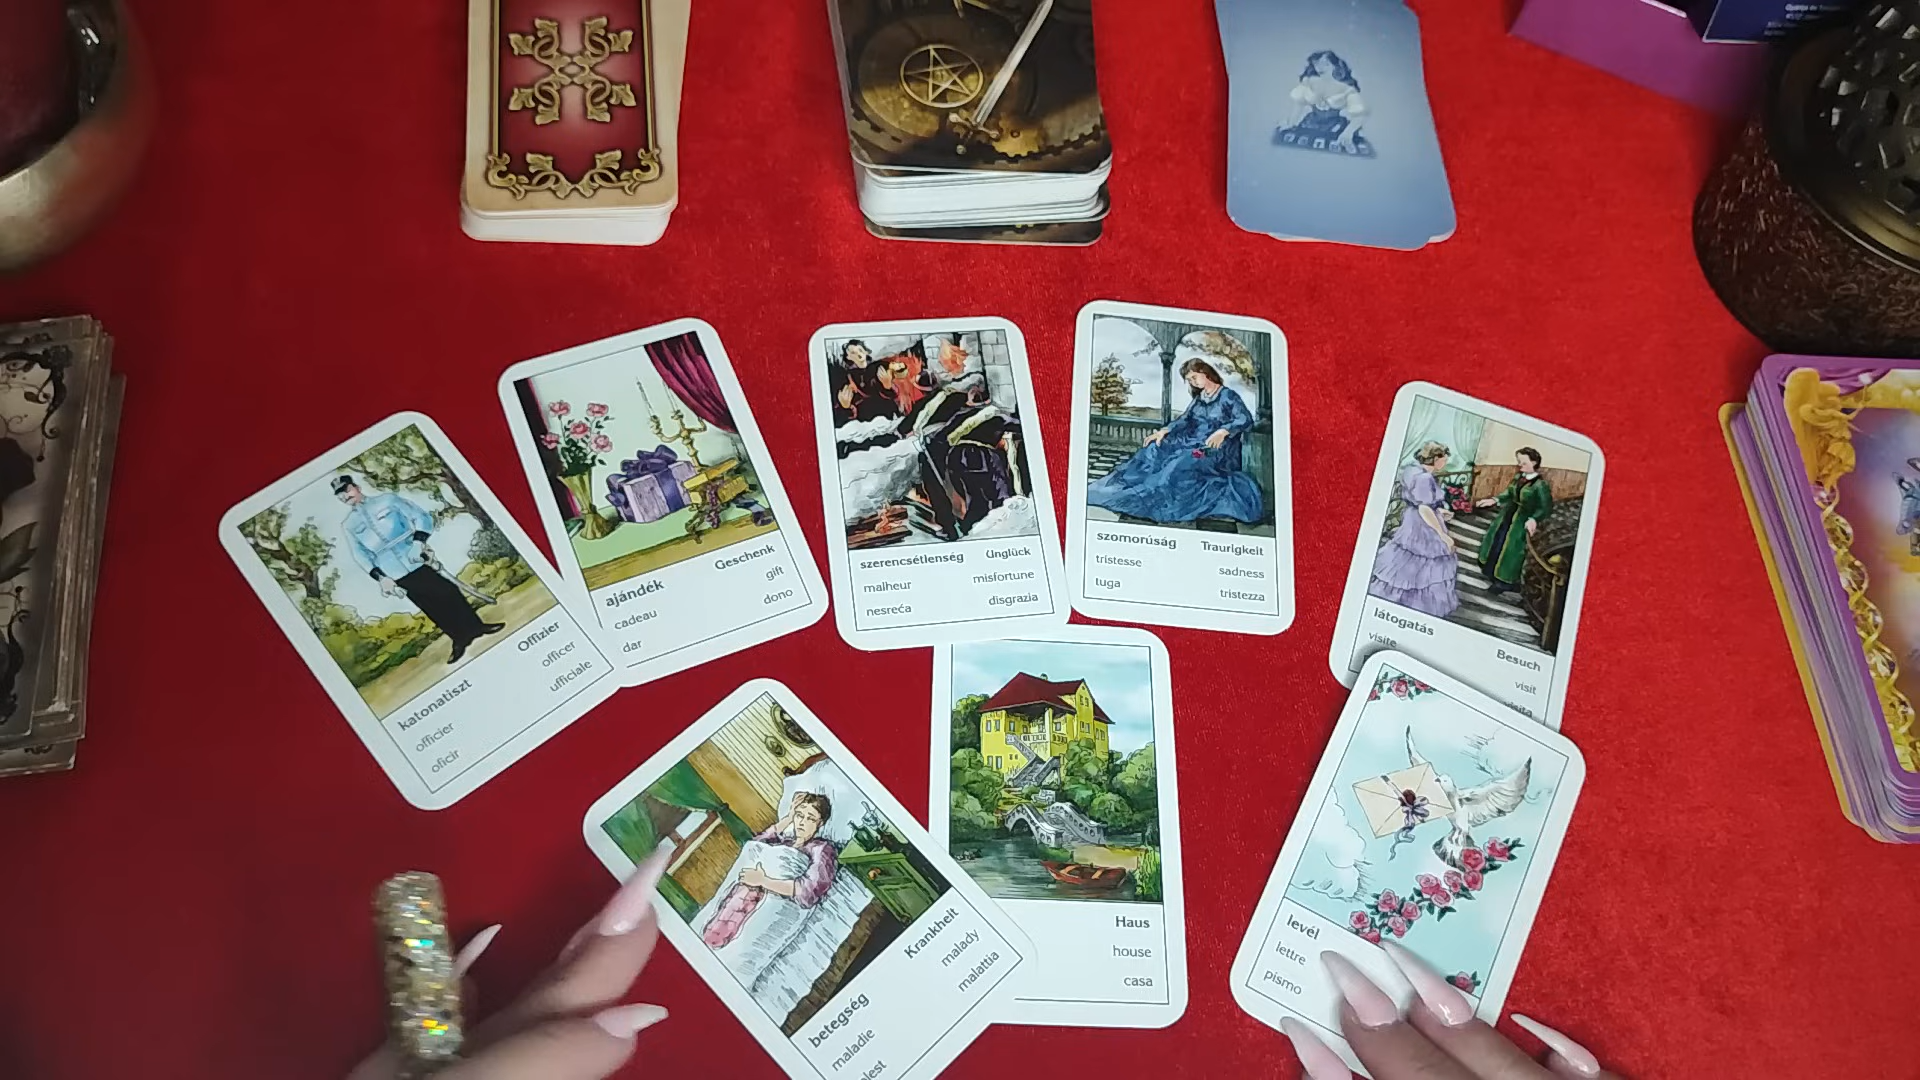 katonatiszt Offizier
officier officer
oficir ufficiale
ajándék Geschenk
cadeau gift
dar dono
szerencsétlenség Unglück
malheur misfortune
nesreća disgrazia
szomorúság Traurigkeit
tristesse sadness
tuga tristezza
látogatás Besuch
visite visit
visita
betegség Krankheit
maladie malady
malattia
Haus
house
casa
levél
lettre
pismo